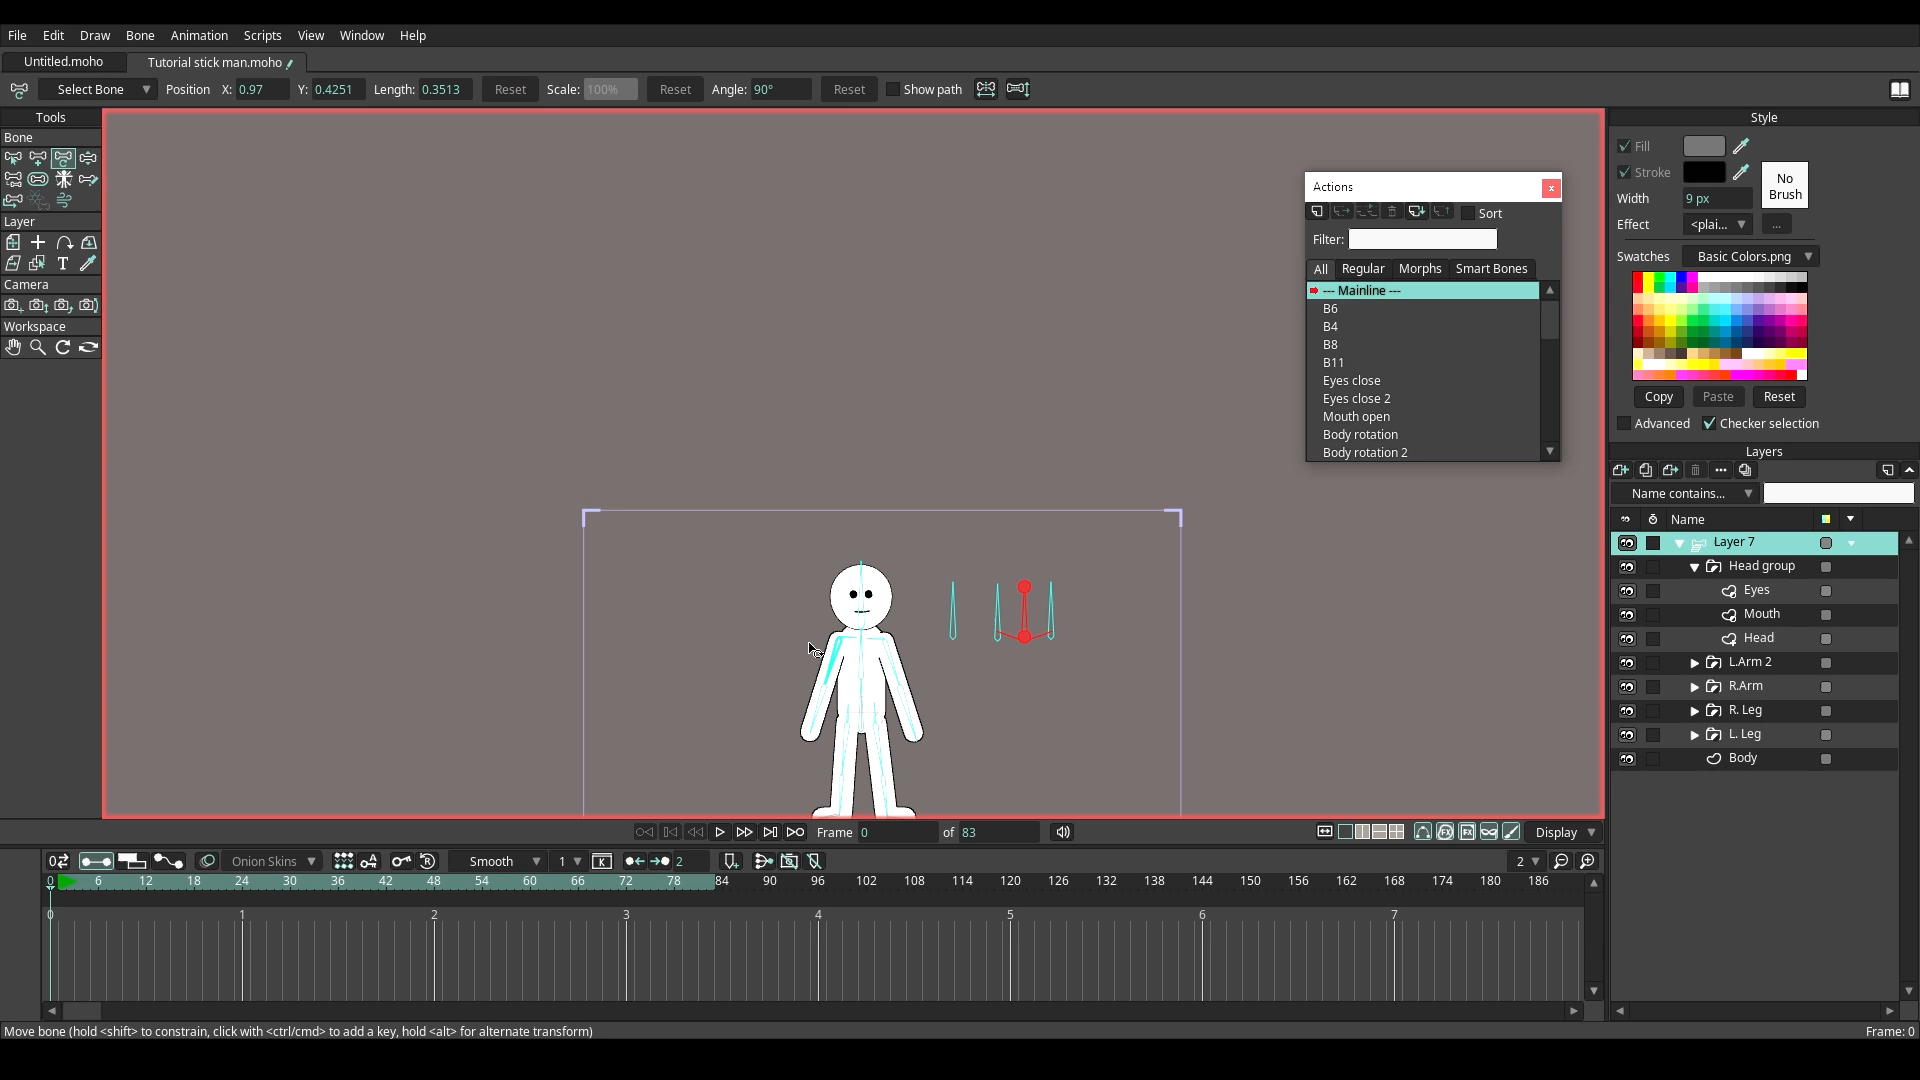 File Edit Draw Bone Animation Scripts View Window Help
Untitled.moho Tutorial stick man.moho
Select Bone Position X: 0.97 Y: 0.4251 Length: 0.3513 Reset Scale: 100% Reset Angle: 90° Reset Show path
Tools
Bone
Layer
Camera
Workspace
Actions
Sort
Filter:
All Regular Morphs Smart Bones
--- Mainline ---
B6
B4
B8
B11
Eyes close
Eyes close 2
Mouth open
Body rotation
Body rotation 2
Style
Fill
Stroke
No
Brush
Width 9 px
Effect <plai... ...
Swatches Basic Colors.png
Copy Paste Reset
Advanced Checker selection
Layers
Name contains...
Name
Layer 7
Head group
Eyes
Mouth
Head
L.Arm 2
R.Arm
R. Leg
L. Leg
Body
Frame 0 of 83 Display
Onion Skins Smooth 1 2 2
0 6 12 18 24 30 36 42 48 54 60 66 72 78 84 90 96 102 108 114 120 126 132 138 144 150 156 162 168 174 180 186
0 1 2 3 4 5 6 7
Move bone (hold <shift> to constrain, click with <ctrl/cmd> to add a key, hold <alt> for alternate transform) Frame: 0